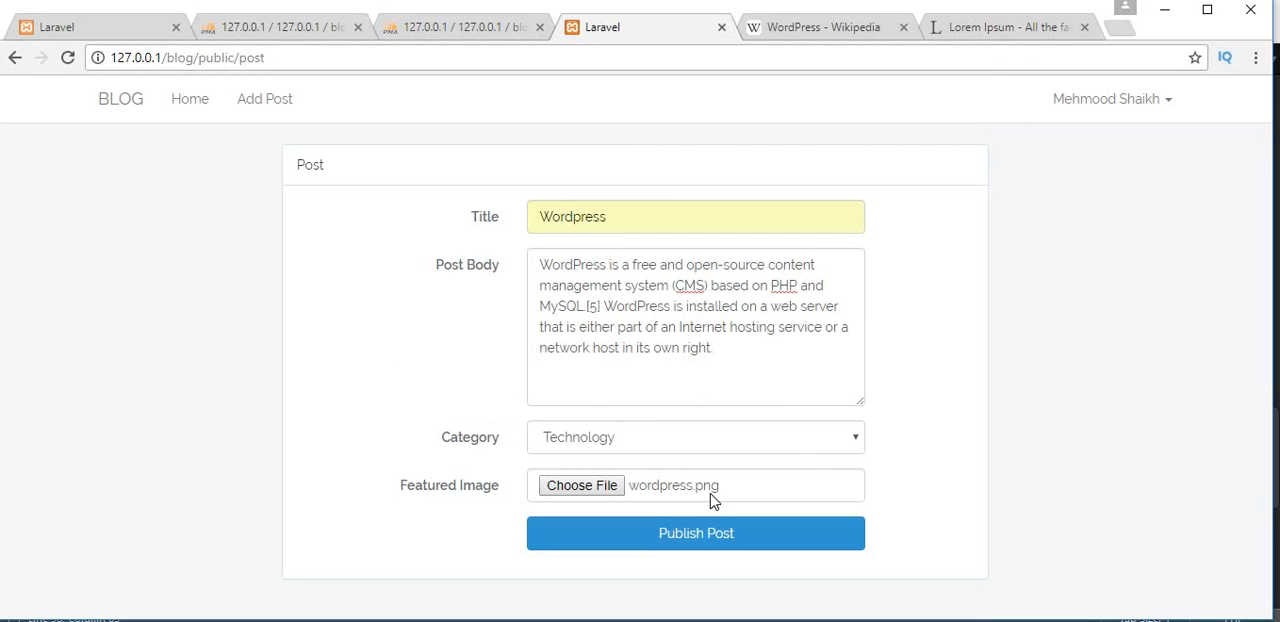 Laravel
127.0.0.1 / 127.0.0.1 / blo
127.0.0.1 / 127.0.0.1 / blo
Laravel
WordPress - Wikipedia
Lorem Ipsum - All the fa
127.0.0.1/blog/public/post
IQ
BLOG Home Add Post Mehmood Shaikh
Post
Title Wordpress
Post Body
WordPress is a free and open-source content
management system (CMS) based on PHP and
MySQL.[5] WordPress is installed on a web server
that is either part of an Internet hosting service or a
network host in its own right.
Category Technology
Featured Image Choose File wordpress.png
Publish Post